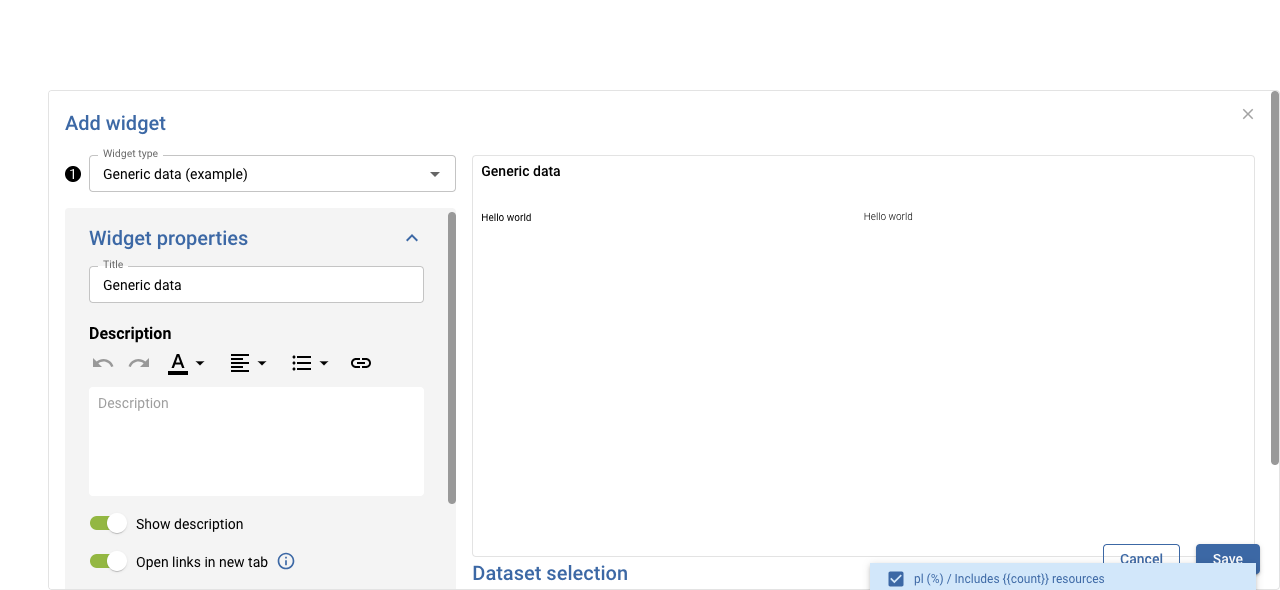 Add widget
Widget type
1
Generic data (example)
Generic data
Hello world
Hello world
Widget properties
Title
Generic data
Description
A
Description
Show description
Open links in new tab
Cancel
Save
Dataset selection
pl (%) / Includes {{count}} resources